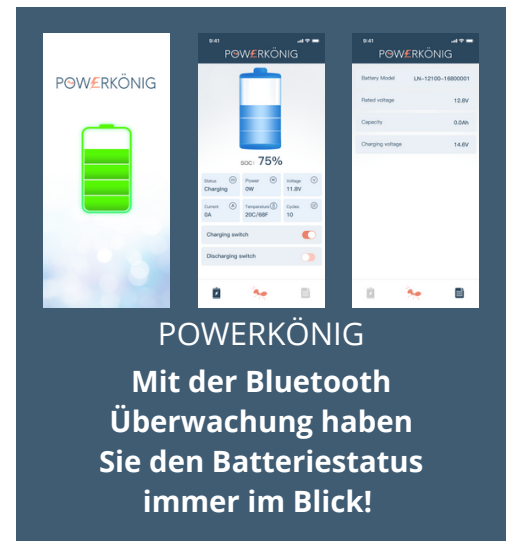 POWERKÖNIG
9:41
POWERKÖNIG
SOC: 75%
Status Power Voltage
Charging 0W 11.8V
Current Temperature Cycles
0A 20C/68F 10
Charging switch
Discharging switch
9:41
POWERKÖNIG
Battery Model LN-12100-16800001
Rated voltage 12.8V
Capacity 0.0Ah
Charging voltage 14.6V
POWERKÖNIG
Mit der Bluetooth
Überwachung haben
Sie den Batteriestatus
immer im Blick!